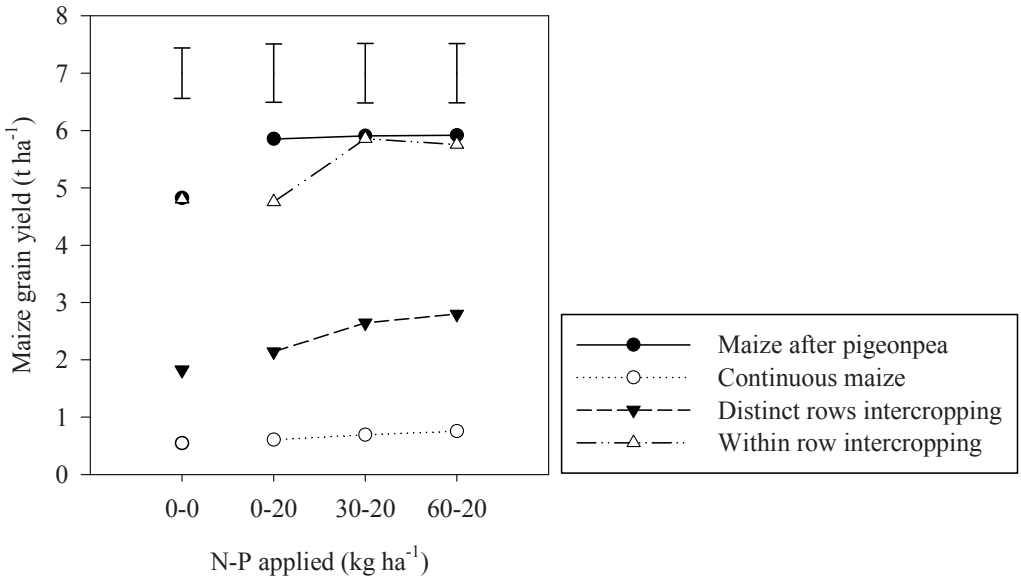 8
7
6
5
4
3
2
1
0
Maize grain yield (t ha⁻¹)
0-0 0-20 30-20 60-20
N-P applied (kg ha⁻¹)
Maize after pigeonpea
Continuous maize
Distinct rows intercropping
Within row intercropping